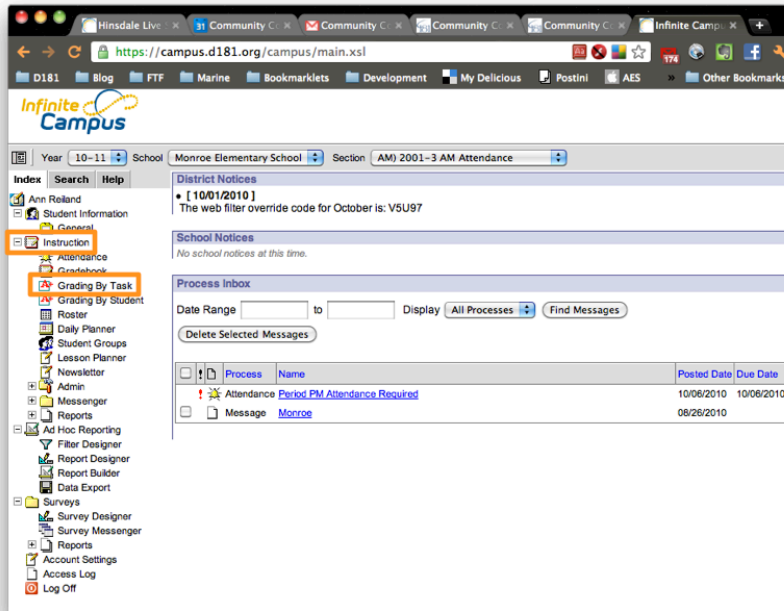 Hinsdale Live
31 Community C
Community C
Community C
Community C
Infinite Campu
https://campus.d181.org/campus/main.xsl
174
D181 Blog FTF Marine Bookmarklets Development My Delicious Postini AES » Other Bookmarks
Infinite
Campus
Year 10-11 School Monroe Elementary School Section AM) 2001-3 AM Attendance
Index Search Help
Ann Reiland
Student Information
General
Instruction
Attendance
Gradebook
Grading By Task
Grading By Student
Roster
Daily Planner
Student Groups
Lesson Planner
Newsletter
Admin
Messenger
Reports
Ad Hoc Reporting
Filter Designer
Report Designer
Report Builder
Data Export
Surveys
Survey Designer
Survey Messenger
Reports
Account Settings
Access Log
Log Off
District Notices
• [ 10/01/2010 ]
The web filter override code for October is: V5U97
School Notices
No school notices at this time.
Process Inbox
Date Range to Display All Processes Find Messages
Delete Selected Messages
! Process Name Posted Date Due Date
! Attendance Period PM Attendance Required 10/06/2010 10/06/2010
Message Monroe 08/26/2010